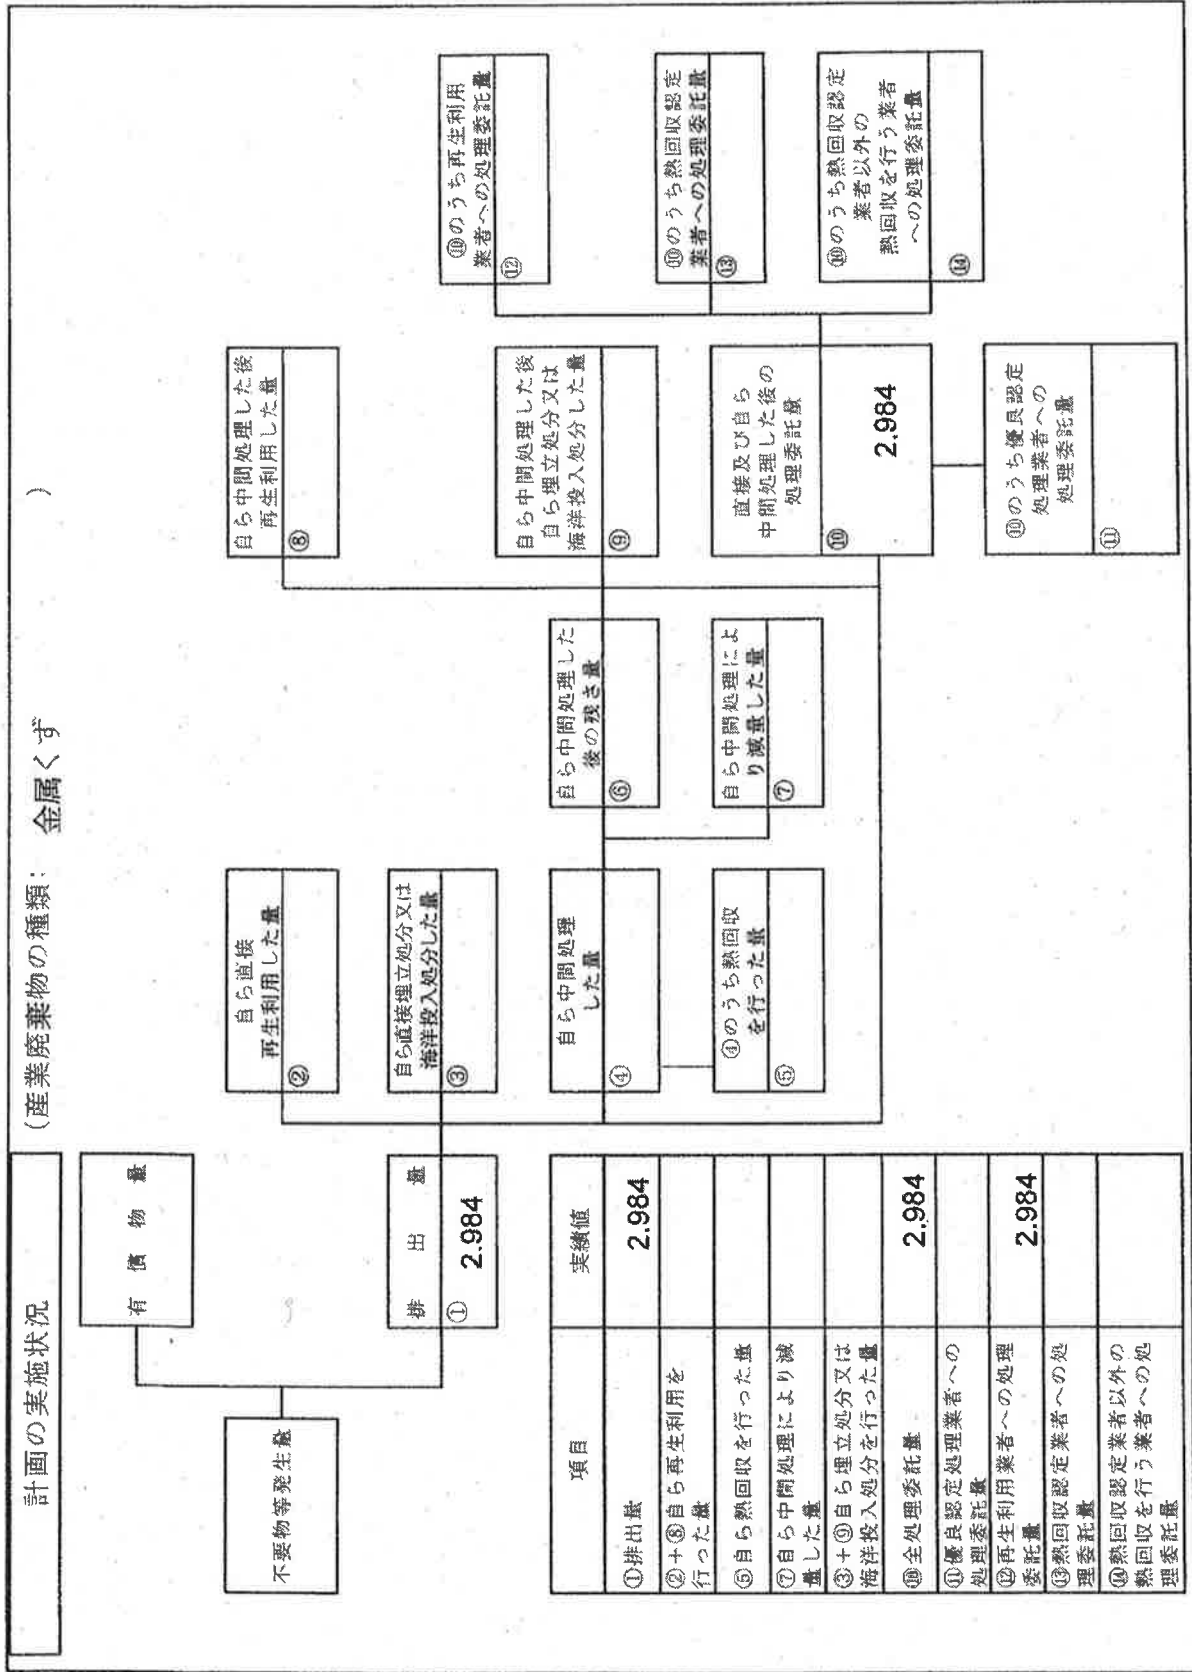 計画の実施状況
(産業廃棄物の種類: 金属くず )
不要物等発生量
有償物量
排出量
① 2.984
自ら直接
再生利用した量
②
自ら直接埋立処分又は
海洋投入処分した量
③
自ら中間処理
した量
④
④のうち熱回収
を行った量
⑤
自ら中間処理した
後の残さ量
⑥
自ら中間処理によ
り減量した量
⑦
自ら中間処理した後
再生利用した量
⑧
自ら中間処理した後
自ら埋立処分又は
海洋投入処分した量
⑨
直接及び自ら
中間処理した後の
処理委託量
⑩ 2.984
⑩のうち優良認定
処理業者への
処理委託量
⑪
⑩のうち再生利用
業者への処理委託量
⑫
⑩のうち熱回収認定
業者への処理委託量
⑬
⑩のうち熱回収認定
業者以外の
熱回収を行う業者
への処理委託量
⑭
項目 実績値
①排出量 2.984
②+⑧自ら再生利用を
行った量
⑤自ら熱回収を行った量
⑦自ら中間処理により減
量した量
③+⑨自ら埋立処分又は
海洋投入処分を行った量
⑩全処理委託量 2.984
⑪優良認定処理業者への
処理委託量
⑫再生利用業者への処理
委託量 2.984
⑬熱回収認定業者への処
理委託量
⑭熱回収認定業者以外の
熱回収を行う業者への処
理委託量